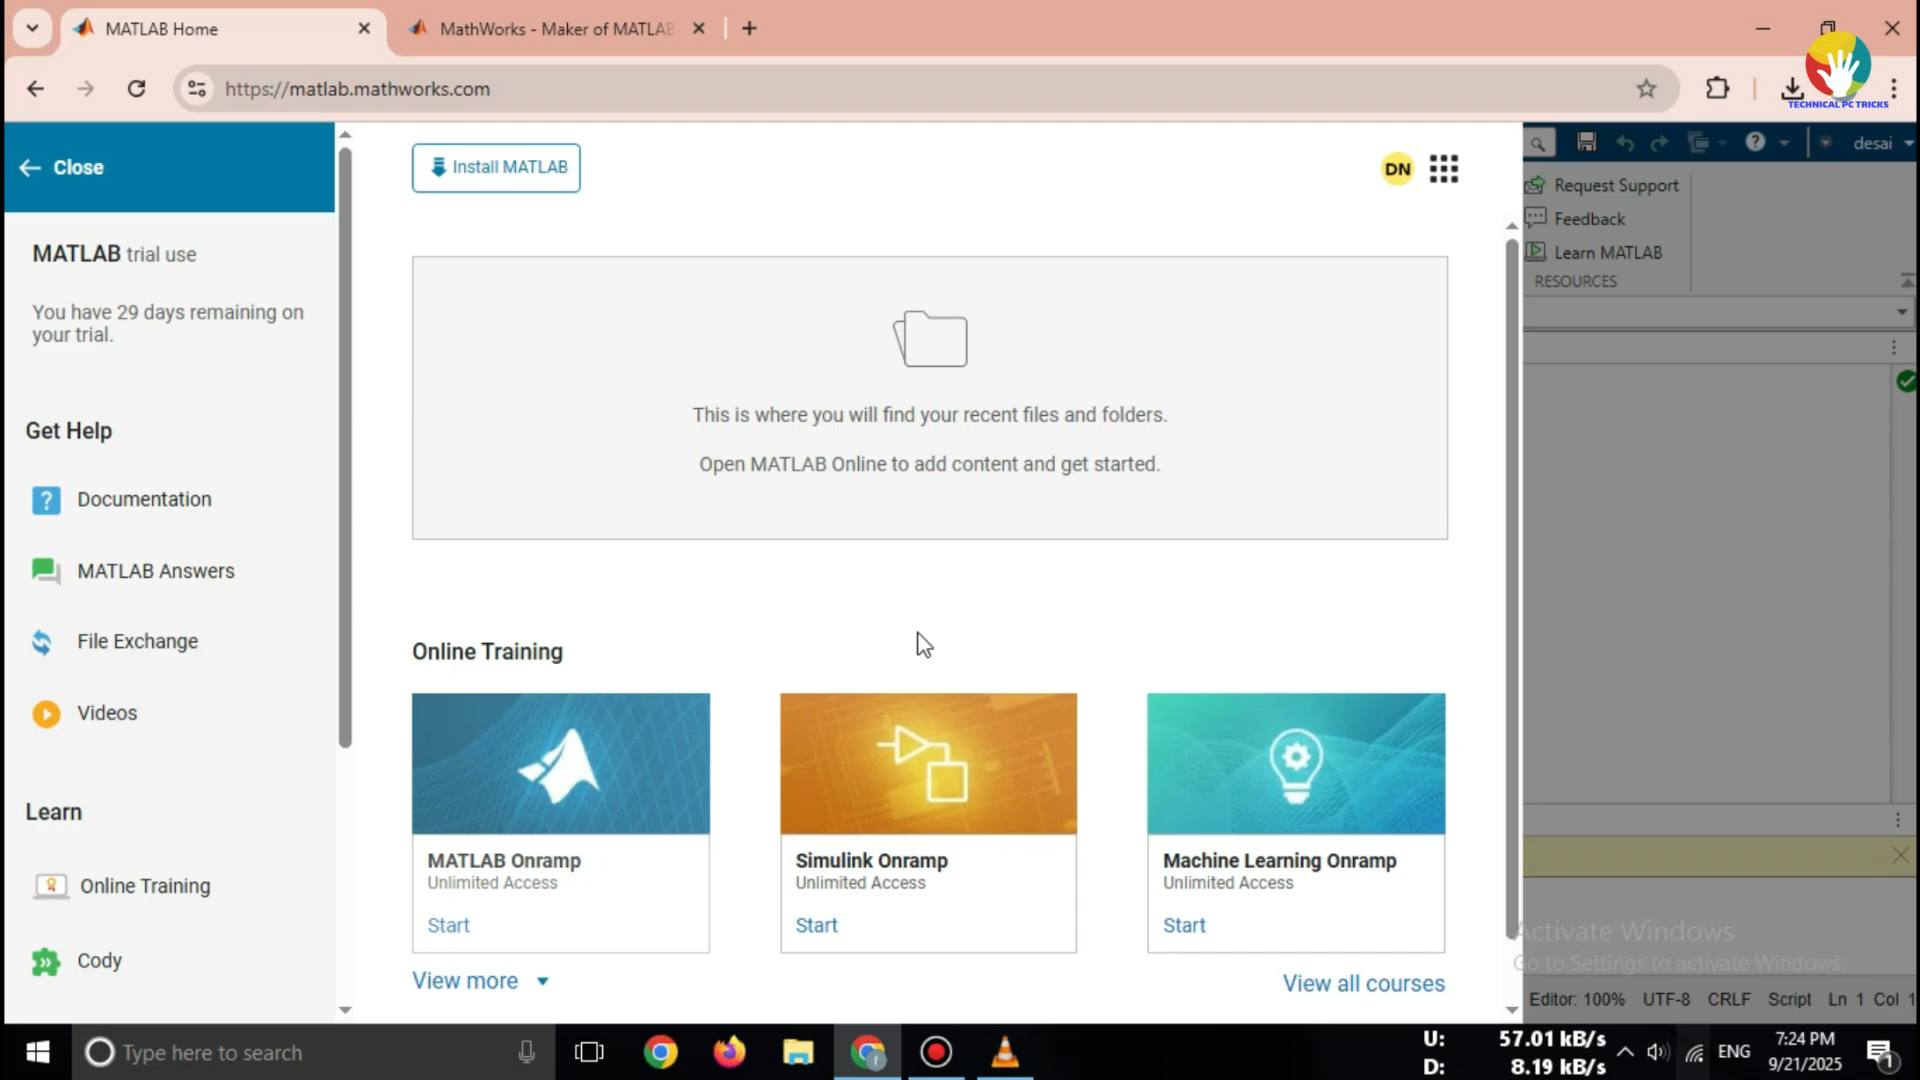 MATLAB Home
MathWorks - Maker of MATLAB
TECHNICAL PC TRICKS
https://matlab.mathworks.com
Close
Install MATLAB
DN
desai
MATLAB trial use
You have 29 days remaining on
your trial.
Get Help
Documentation
MATLAB Answers
File Exchange
Videos
Learn
Online Training
Cody
This is where you will find your recent files and folders.
Open MATLAB Online to add content and get started.
Online Training
MATLAB Onramp
Unlimited Access
Start
Simulink Onramp
Unlimited Access
Start
Machine Learning Onramp
Unlimited Access
Start
View more
View all courses
Request Support
Feedback
Learn MATLAB
RESOURCES
Activate Windows
Go to Settings to activate Windows.
Editor: 100% UTF-8 CRLF Script Ln 1 Col 1
Type here to search
U: 57.01 kB/s
D: 8.19 kB/s
ENG
7:24 PM
9/21/2025
1